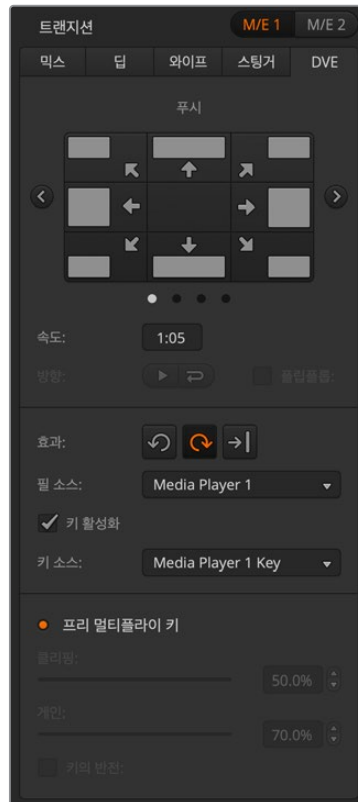 트랜지션 M/E 1 M/E 2
믹스 딥 와이프 스팅거 DVE
푸시
속도: 1:05
방향: 플립플롭:
효과:
필 소스: Media Player 1
키 활성화
키 소스: Media Player 1 Key
프리 멀티플라이 키
클리핑:
50.0%
게인:
70.0%
키의 반전: